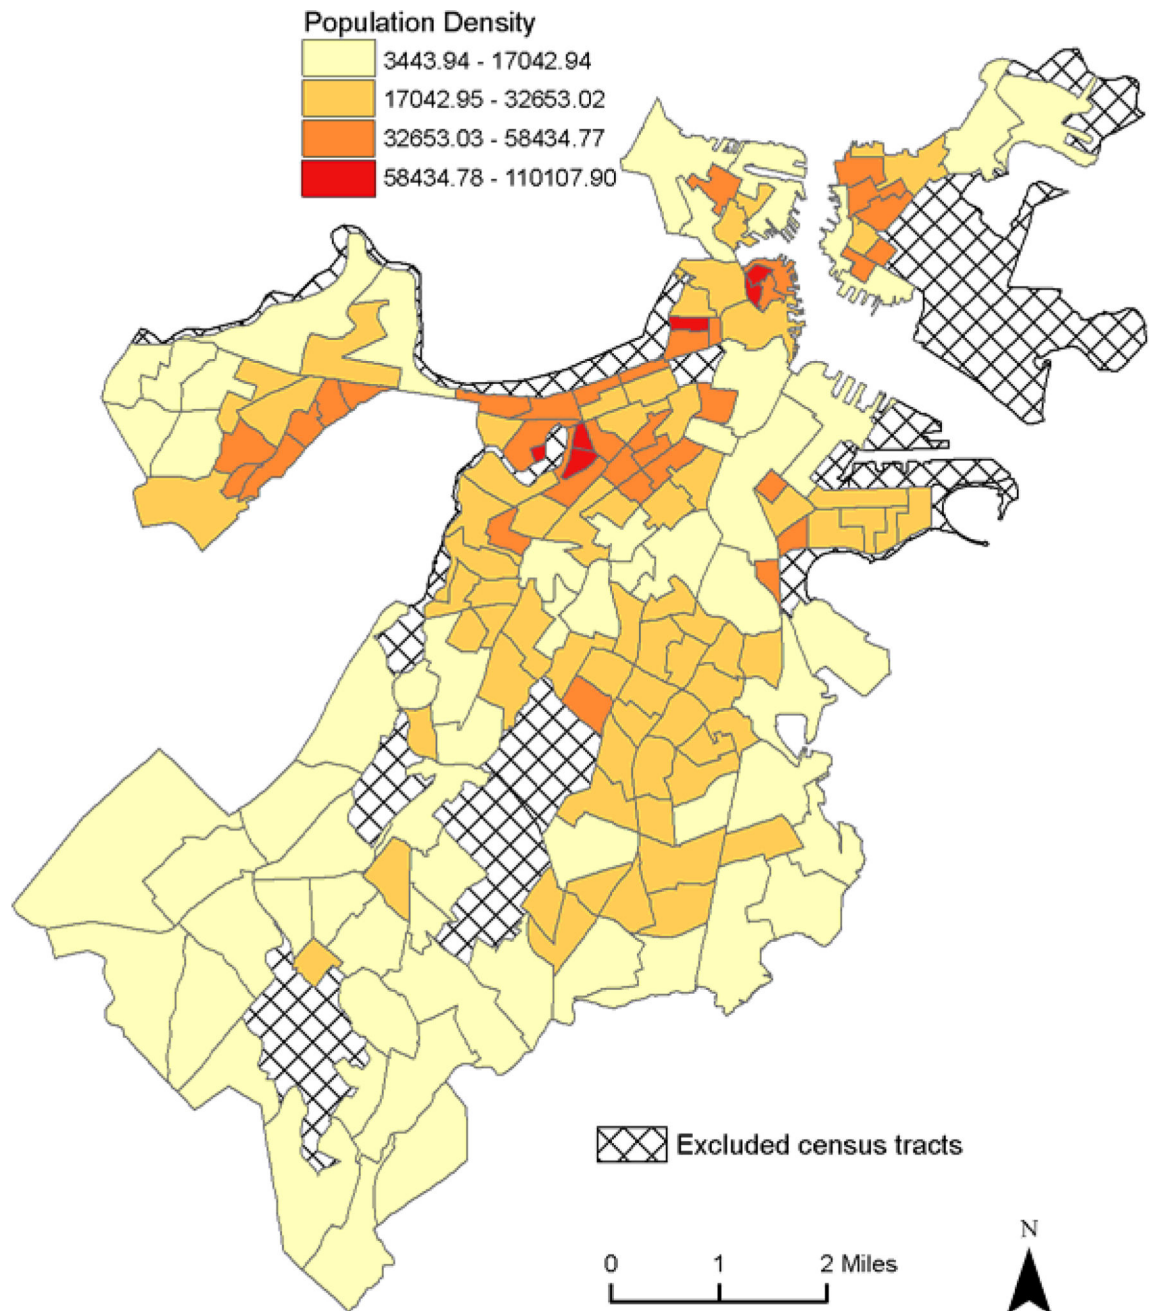 Population Density
3443.94 - 17042.94
17042.95 - 32653.02
32653.03 - 58434.77
58434.78 - 110107.90
Excluded census tracts
N
0 1 2 Miles